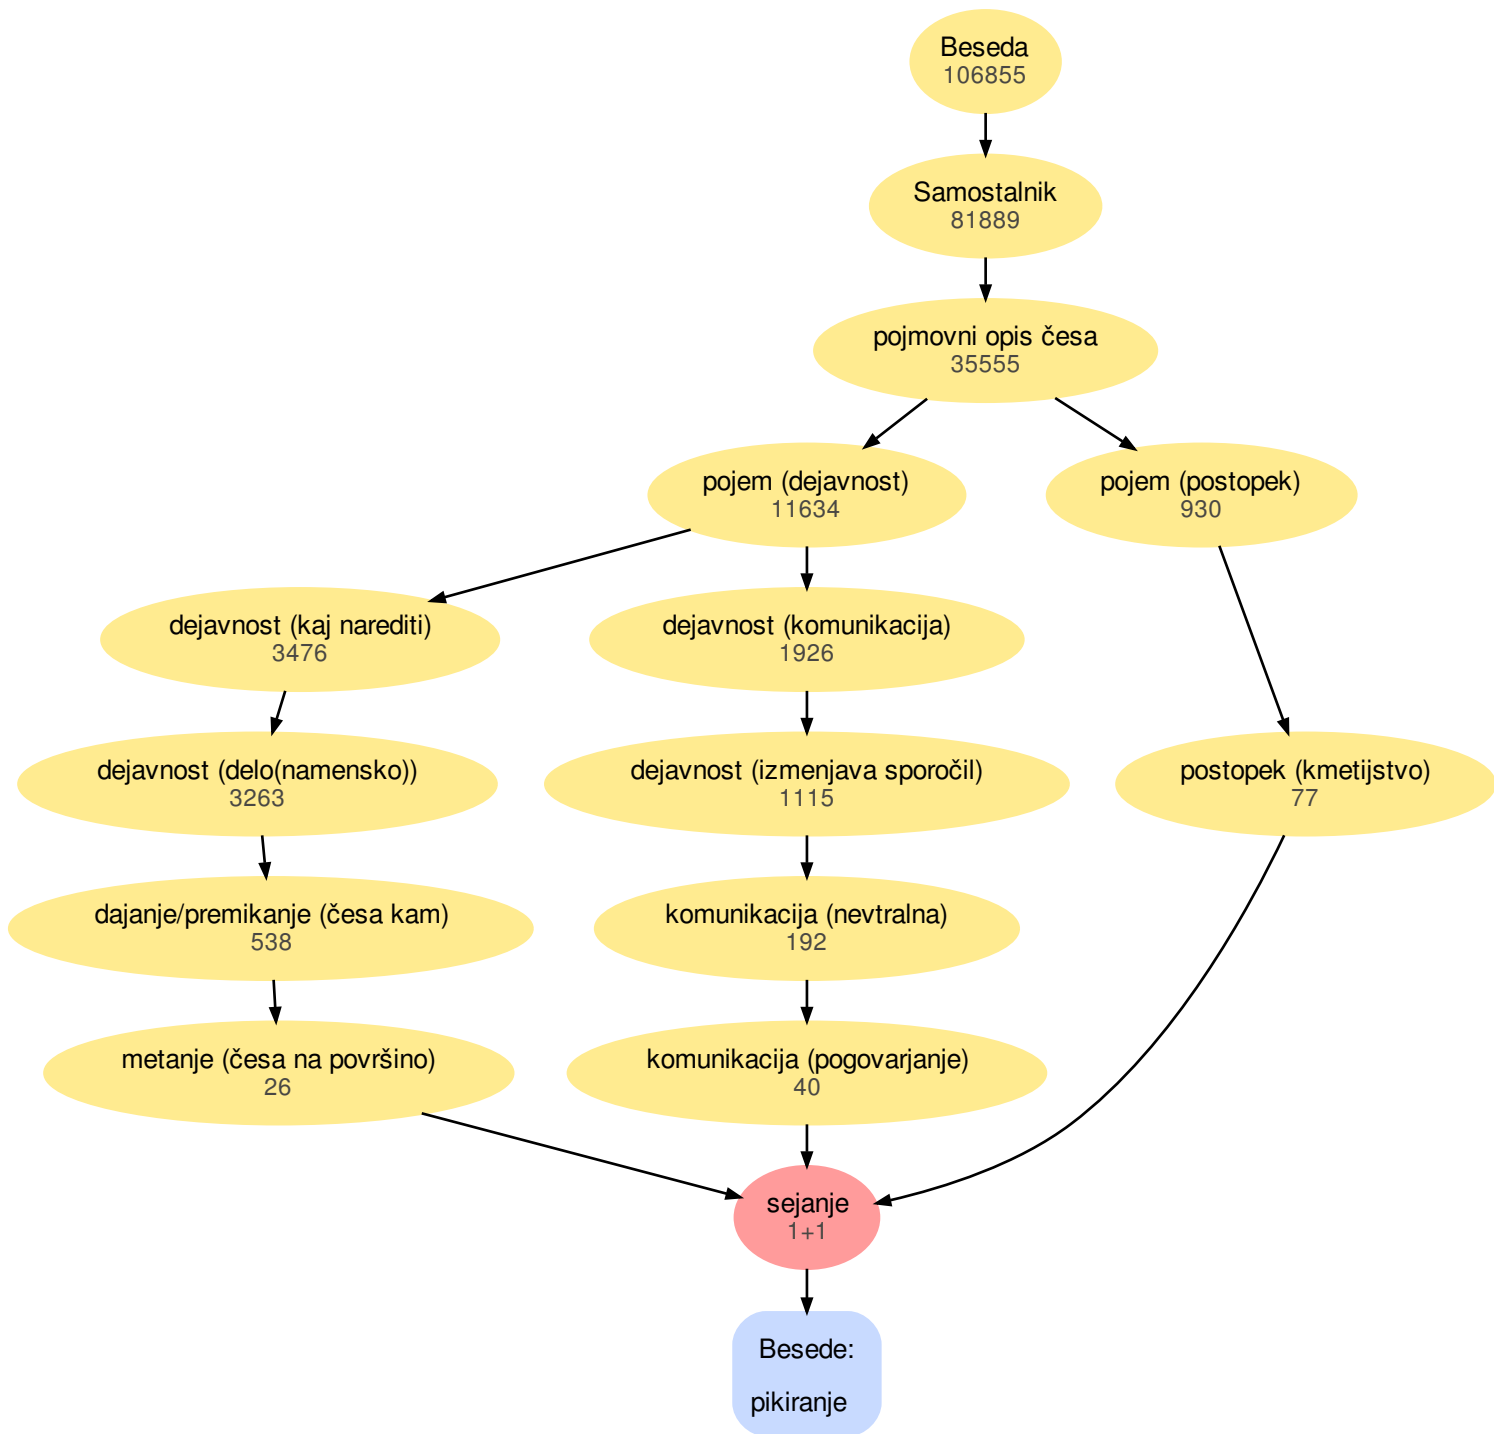 Beseda
106855
Samostalnik
81889
pojmovni opis česa
35555
pojem (dejavnost)
11634
pojem (postopek)
930
dejavnost (kaj narediti)
3476
dejavnost (komunikacija)
1926
dejavnost (delo(namensko))
3263
dejavnost (izmenjava sporočil)
1115
postopek (kmetijstvo)
77
dajanje/premikanje (česa kam)
538
komunikacija (nevtralna)
192
metanje (česa na površino)
26
komunikacija (pogovarjanje)
40
sejanje
1+1
Besede:
pikiranje